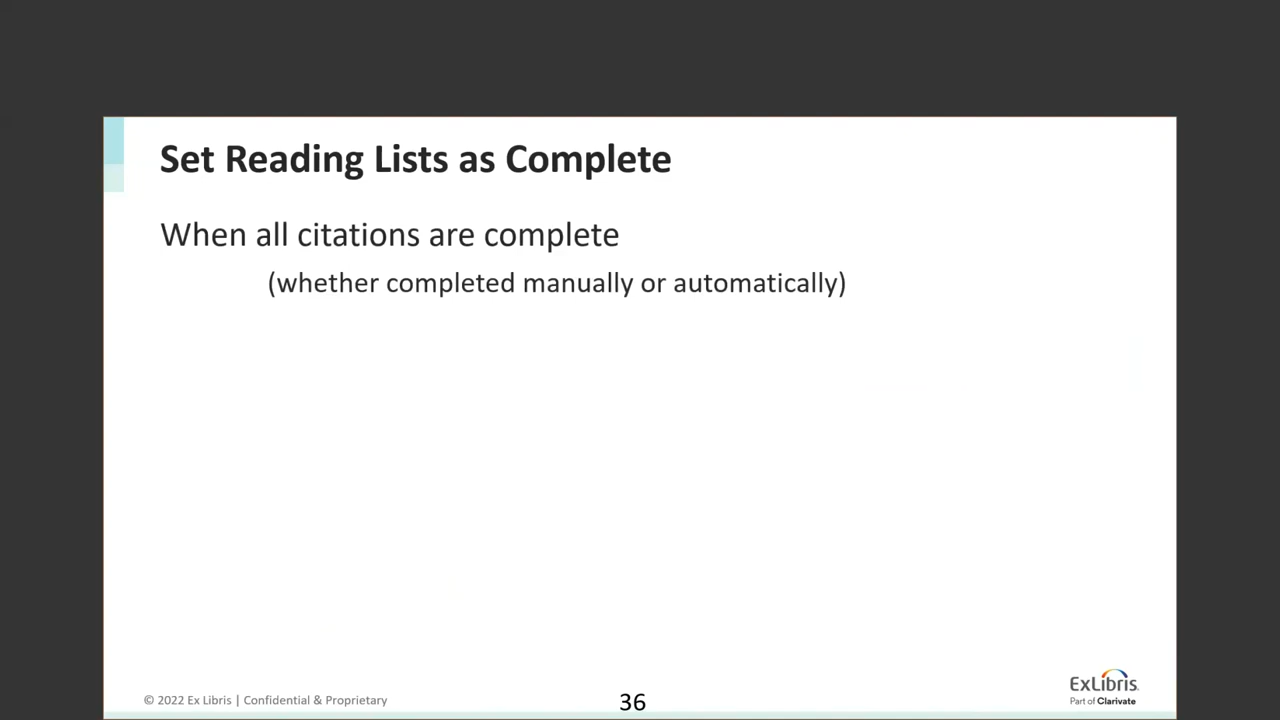 Set Reading Lists as Complete
When all citations are complete
(whether completed manually or automatically)
© 2022 Ex Libris | Confidential & Proprietary
36
ExLibris
Part of Clarivate